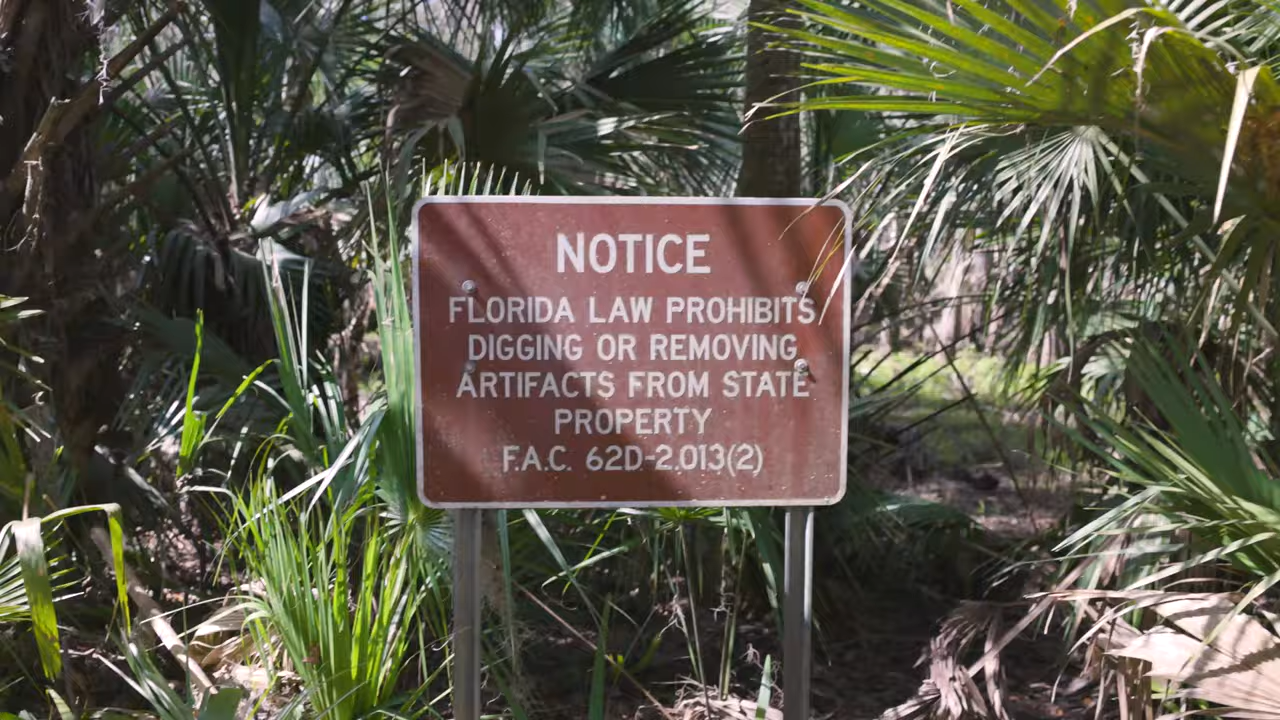 NOTICE
FLORIDA LAW PROHIBITS
DIGGING OR REMOVING
ARTIFACTS FROM STATE
PROPERTY
F.A.C. 62D-2.013(2)